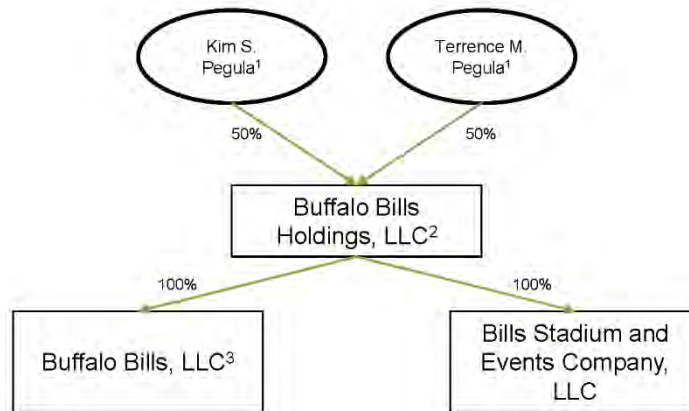 Kim S.
Pegula¹
Terrence M.
Pegula¹
50%
50%
Buffalo Bills
Holdings, LLC²
100%
100%
Buffalo Bills, LLC³
Bills Stadium and
Events Company,
LLC